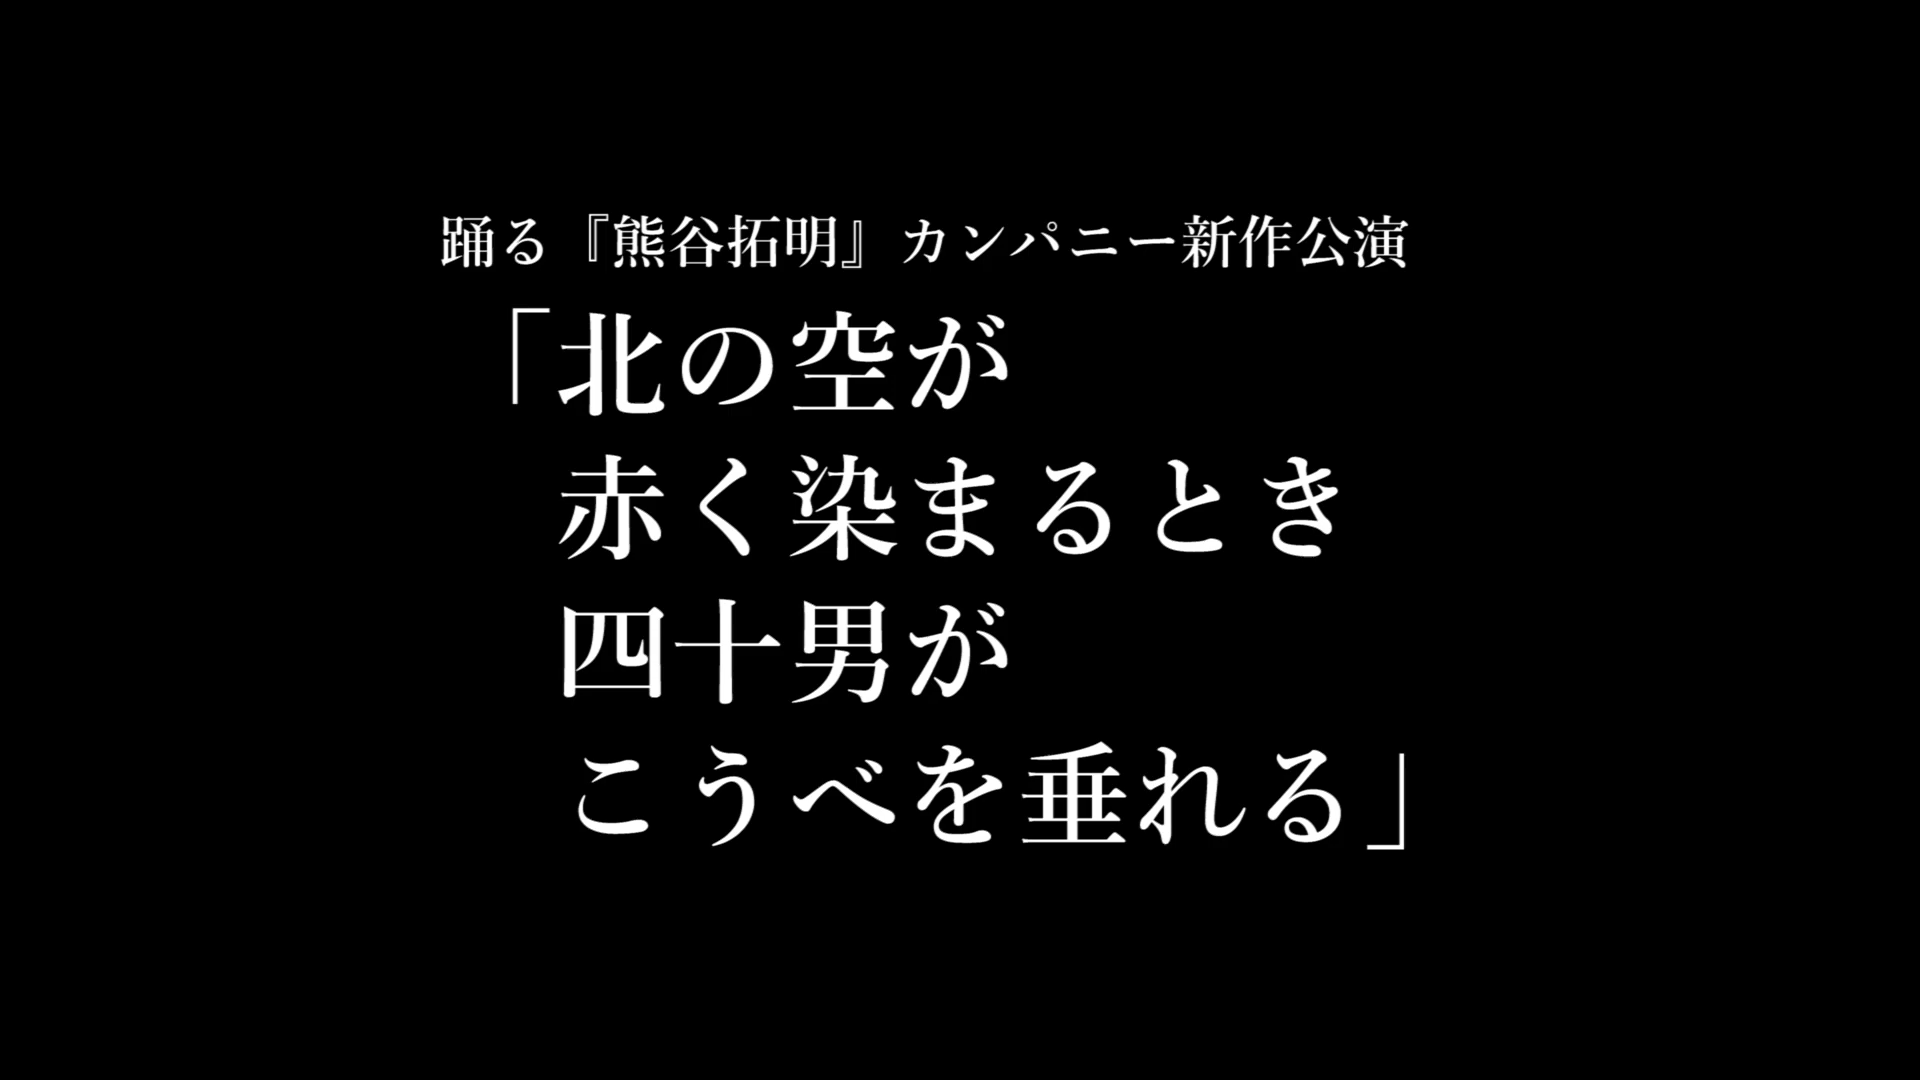 踊る『熊谷拓明』カンパニー新作公演
「北の空が
赤く染まるとき
四十男が
こうべを垂れる」